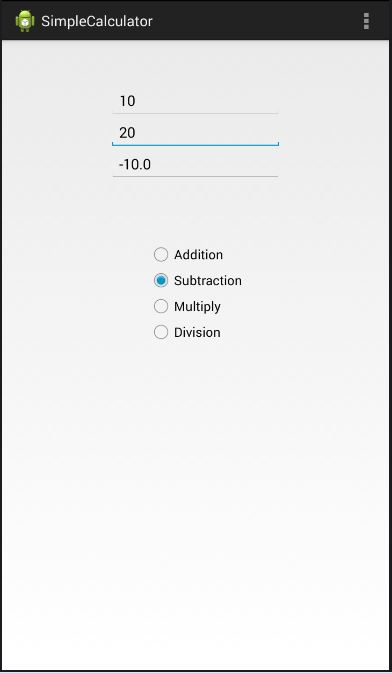 SimpleCalculator
10
20
-10.0
Addition
Subtraction
Multiply
Division